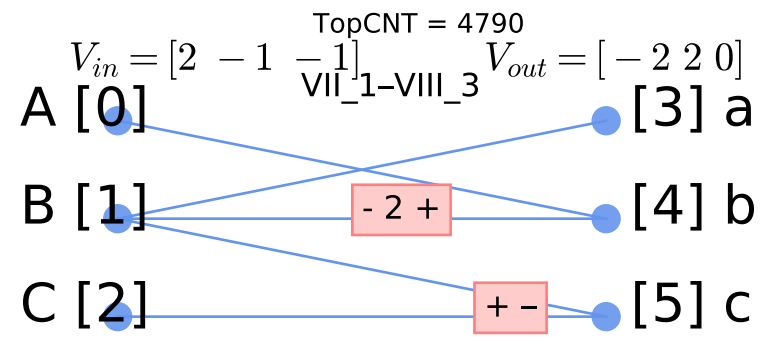 TopCNT = 4790
V_in = [2 −1 −1] V_out = [−2 2 0]
VII_1–VIII_3
A [0] [3] a
B [1] - 2 + [4] b
C [2] + – [5] c